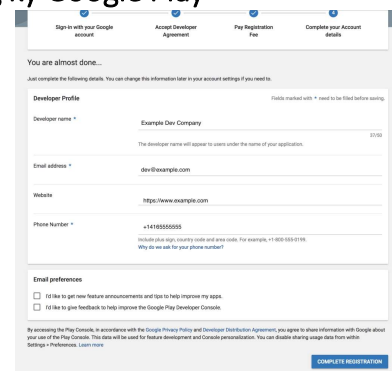 g my Google Play
4
Sign-in with your Google account
Accept Developer Agreement
Pay Registration Fee
Complete your Account details
You are almost done...
Just complete the following details. You can change this information later in your account settings if you need to.
Developer Profile
Fields marked with * need to be filled before saving.
Developer name *
Example Dev Company
37/50
The developer name will appear to users under the name of your application.
Email address *
dev@example.com
Website
https://www.example.com
Phone Number *
+14165555555
Include plus sign, country code and area code. For example, +1-800-555-0199.
Why do we ask for your phone number?
Email preferences
I'd like to get new feature announcements and tips to help improve my apps.
I'd like to give feedback to help improve the Google Play Developer Console.
By accessing the Play Console, in accordance with the Google Privacy Policy and Developer Distribution Agreement, you agree to share information with Google about
your use of the Play Console. This data will be used for feature development and Console personalization. You can disable sharing usage data from within
Settings > Preferences. Learn more
COMPLETE REGISTRATION